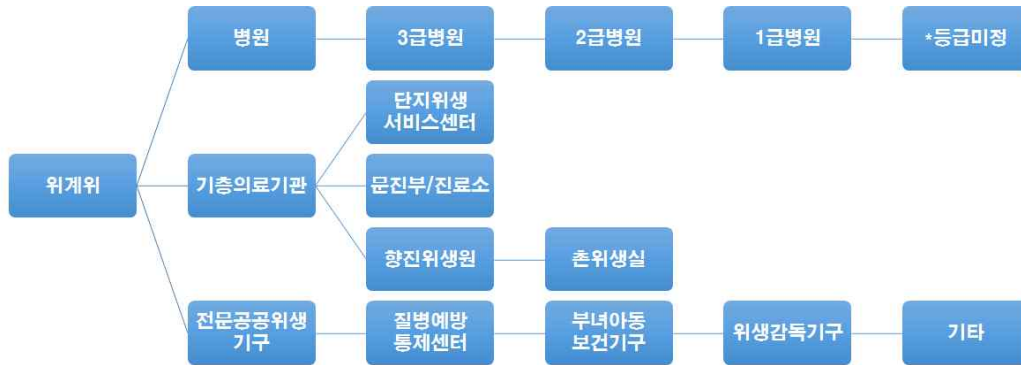 병원
3급병원
2급병원
1급병원
*등급미정
단지위생
서비스센터
위계위
기층의료기관
문진부/진료소
향진위생원
촌위생실
전문공공위생
기구
질병예방
통제센터
부녀아동
보건기구
위생감독기구
기타